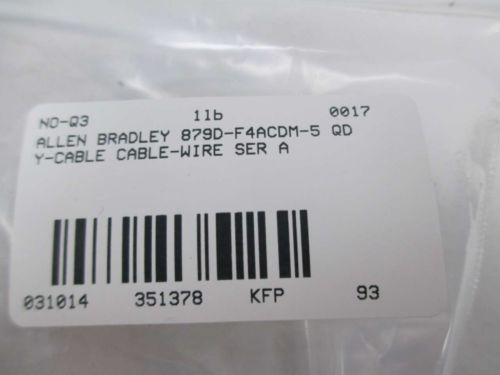 NO-Q3 1lb 0017
ALLEN BRADLEY 879D-F4ACDM-5 QD
Y-CABLE CABLE-WIRE SER A
031014 351378 KFP 93